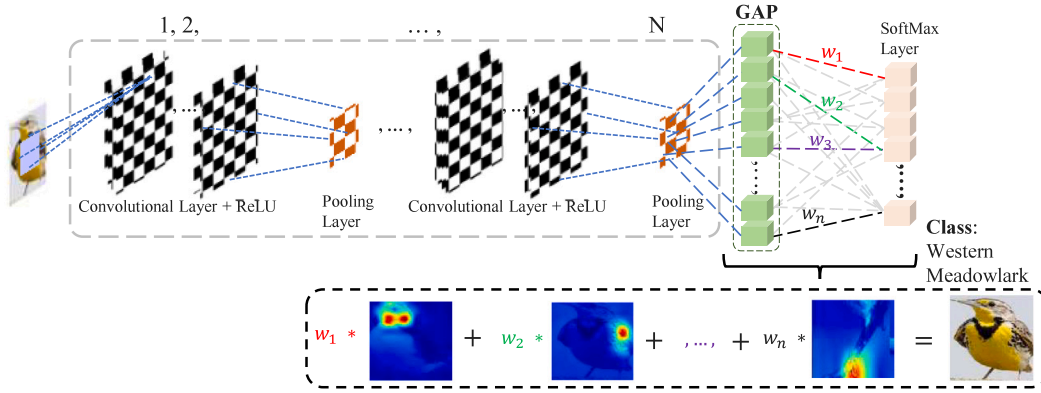 1, 2,
... ,
N
GAP
SoftMax
Layer
w₁
w₂
w₃
wₙ
, ... ,
Convolutional Layer + ReLU
Pooling
Layer
Convolutional Layer + ReLU
Pooling
Layer
Class:
Western
Meadowlark
w₁ * + w₂ * + , ... , + wₙ * =